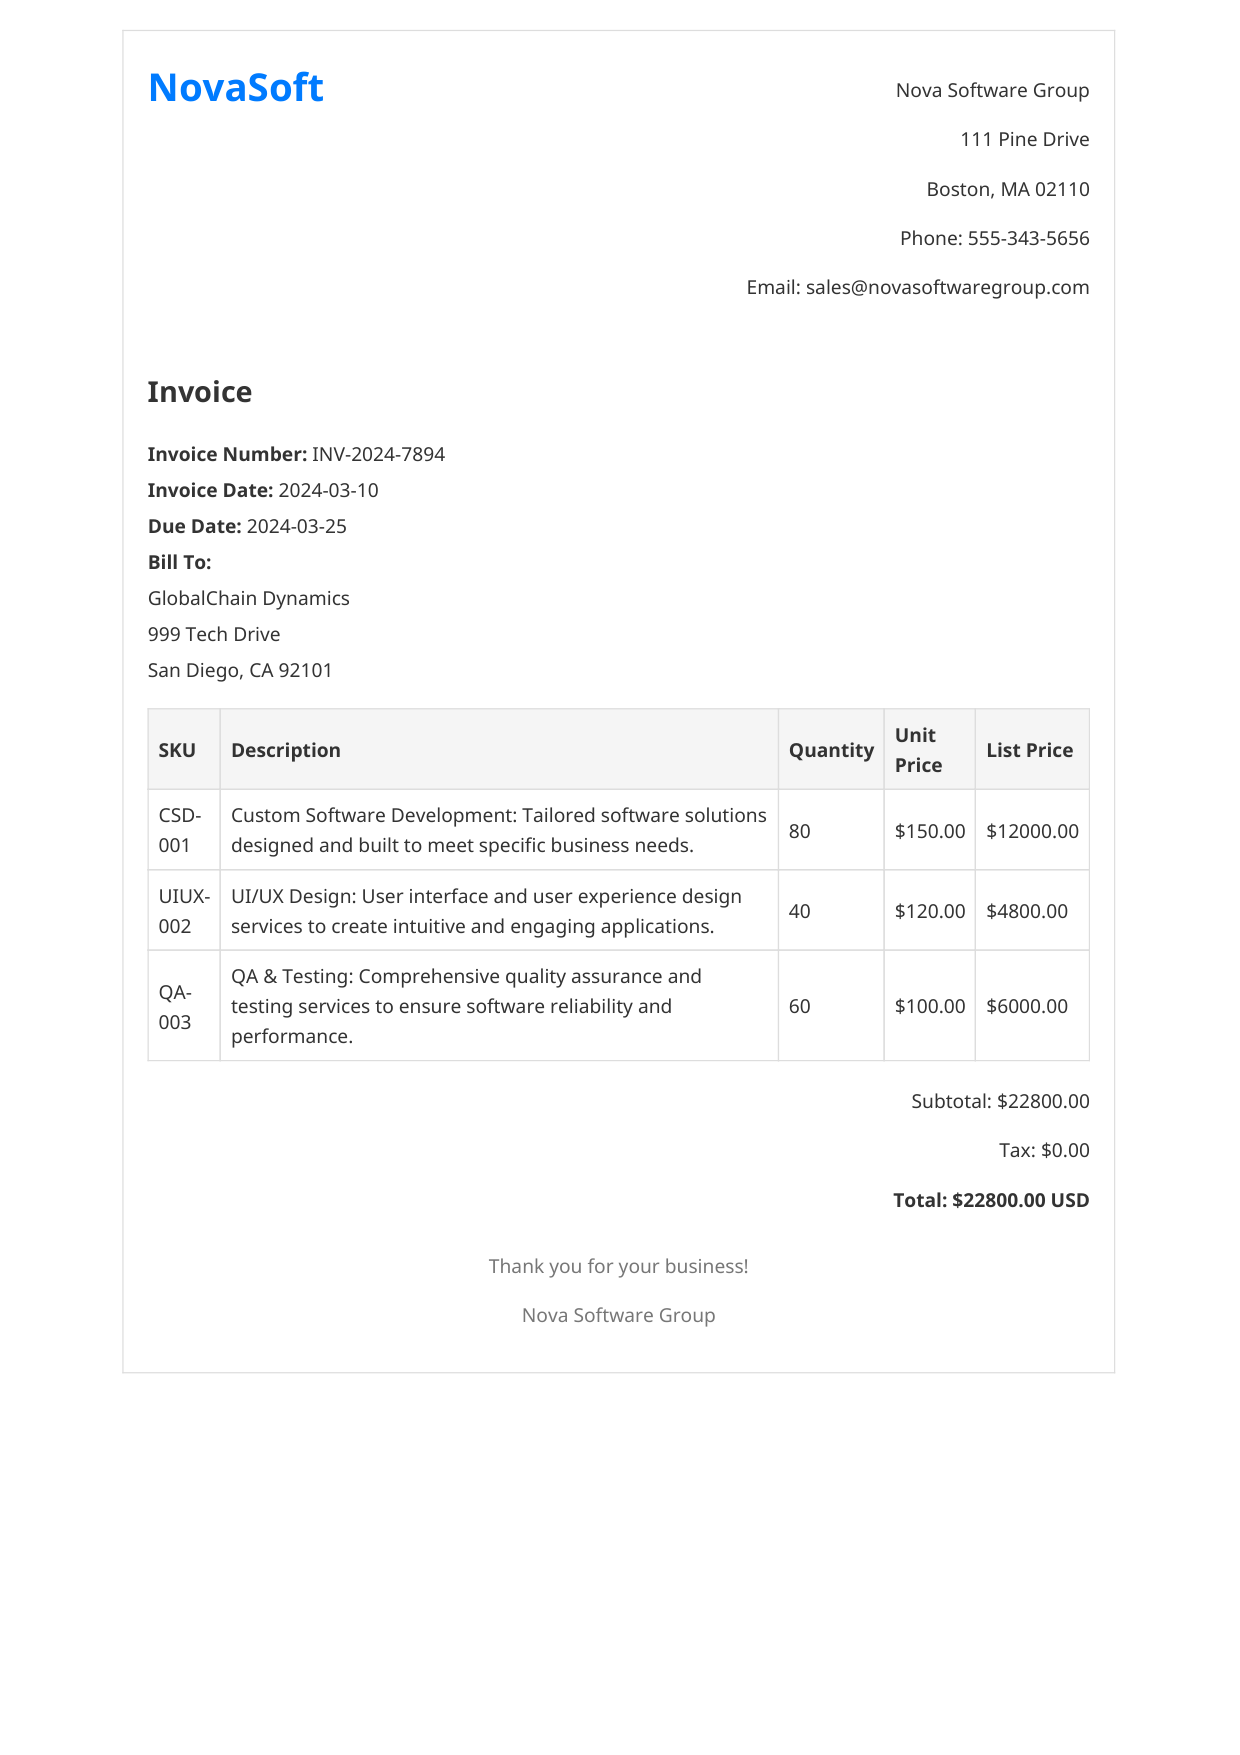 NovaSoft
Nova Software Group
111 Pine Drive
Boston, MA 02110
Phone: 555-343-5656
Email: sales@novasoftwaregroup.com
Invoice
Invoice Number: INV-2024-7894
Invoice Date: 2024-03-10
Due Date: 2024-03-25
Bill To:
GlobalChain Dynamics
999 Tech Drive
San Diego, CA 92101
SKU Description Quantity Unit Price List Price
CSD-001 Custom Software Development: Tailored software solutions designed and built to meet specific business needs. 80 $150.00 $12000.00
UIUX-002 UI/UX Design: User interface and user experience design services to create intuitive and engaging applications. 40 $120.00 $4800.00
QA-003 QA & Testing: Comprehensive quality assurance and testing services to ensure software reliability and performance. 60 $100.00 $6000.00
Subtotal: $22800.00
Tax: $0.00
Total: $22800.00 USD
Thank you for your business!
Nova Software Group